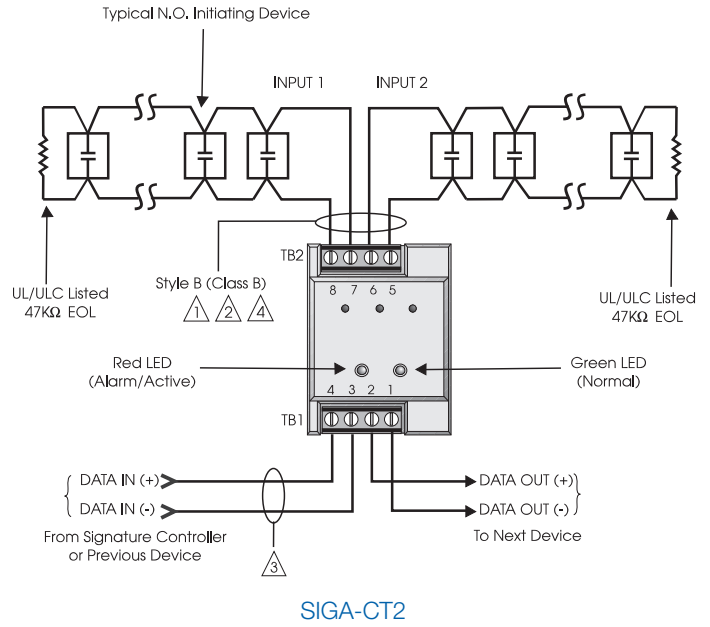 Typical N.O. Initiating Device
INPUT 1
INPUT 2
TB2
8 7 6 5
Style B (Class B)
1 2 4
UL/ULC Listed
47KΩ EOL
UL/ULC Listed
47KΩ EOL
Red LED
(Alarm/Active)
Green LED
(Normal)
4 3 2 1
TB1
DATA IN (+)
DATA IN (-)
From Signature Controller
or Previous Device
3
DATA OUT (+)
DATA OUT (-)
To Next Device
SIGA-CT2